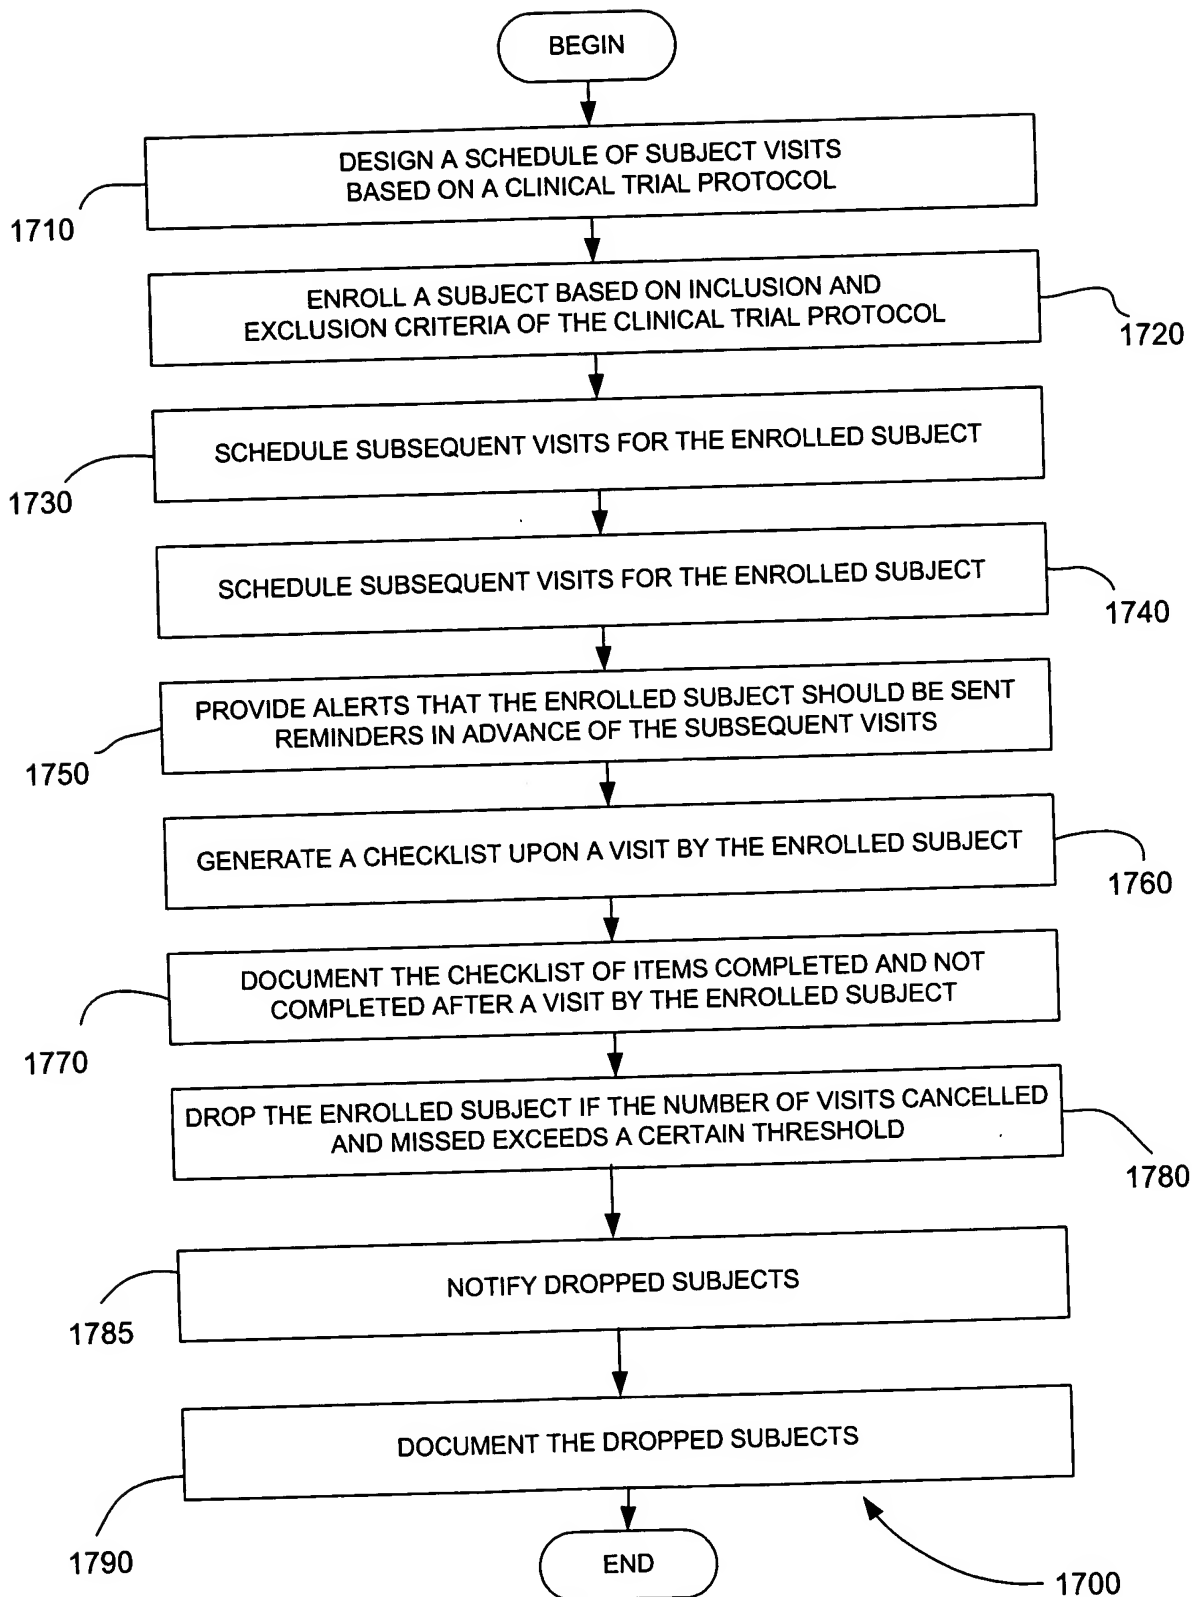 BEGIN
DESIGN A SCHEDULE OF SUBJECT VISITS
BASED ON A CLINICAL TRIAL PROTOCOL
1710
ENROLL A SUBJECT BASED ON INCLUSION AND
EXCLUSION CRITERIA OF THE CLINICAL TRIAL PROTOCOL
1720
SCHEDULE SUBSEQUENT VISITS FOR THE ENROLLED SUBJECT
1730
SCHEDULE SUBSEQUENT VISITS FOR THE ENROLLED SUBJECT
1740
PROVIDE ALERTS THAT THE ENROLLED SUBJECT SHOULD BE SENT
REMINDERS IN ADVANCE OF THE SUBSEQUENT VISITS
1750
GENERATE A CHECKLIST UPON A VISIT BY THE ENROLLED SUBJECT
1760
DOCUMENT THE CHECKLIST OF ITEMS COMPLETED AND NOT
COMPLETED AFTER A VISIT BY THE ENROLLED SUBJECT
1770
DROP THE ENROLLED SUBJECT IF THE NUMBER OF VISITS CANCELLED
AND MISSED EXCEEDS A CERTAIN THRESHOLD
1780
NOTIFY DROPPED SUBJECTS
1785
DOCUMENT THE DROPPED SUBJECTS
1790
END
1700